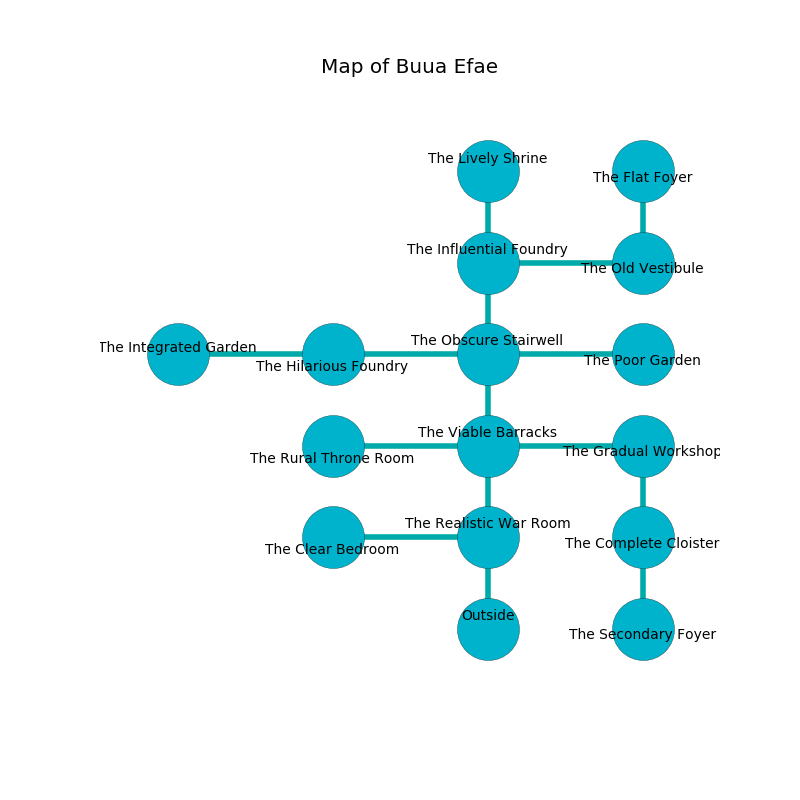 Map of Buua Efae
The Lively Shrine
The Flat Foyer
The Influential Foundry
The Old Vestibule
The Obscure Stairwell
The Integrated Garden
The Hilarious Foundry
The Poor Garden
The Viable Barracks
The Rural Throne Room
The Gradual Workshop
The Realistic War Room
The Clear Bedroom
The Complete Cloister
Outside
The Secondary Foyer